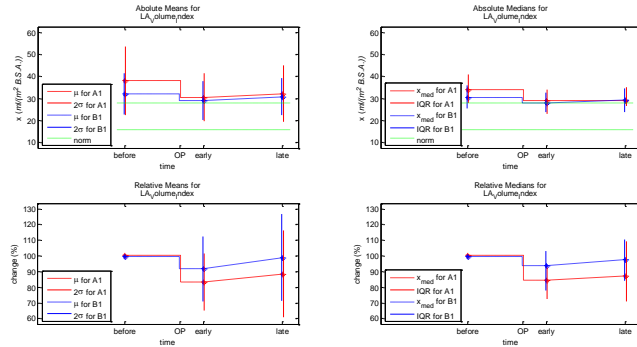 Abolute Means for
LA_Volume_Index
60
50
40
30
20
10
x (ml/(m² B.S.A.))
μ for A1
2σ for A1
μ for B1
2σ for B1
norm
before
OP
early
late
time
Absolute Medians for
LA_Volume_Index
60
50
40
30
20
10
x (ml/(m² B.S.A.))
x_med for A1
IQR for A1
x_med for B1
IQR for B1
norm
before
OP
early
late
time
Relative Means for
LA_Volume_Index
130
120
110
100
90
80
70
60
change (%)
μ for A1
2σ for A1
μ for B1
2σ for B1
before
OP
early
late
time
Relative Medians for
LA_Volume_Index
130
120
110
100
90
80
70
60
change (%)
x_med for A1
IQR for A1
x_med for B1
IQR for B1
before
OP
early
late
time